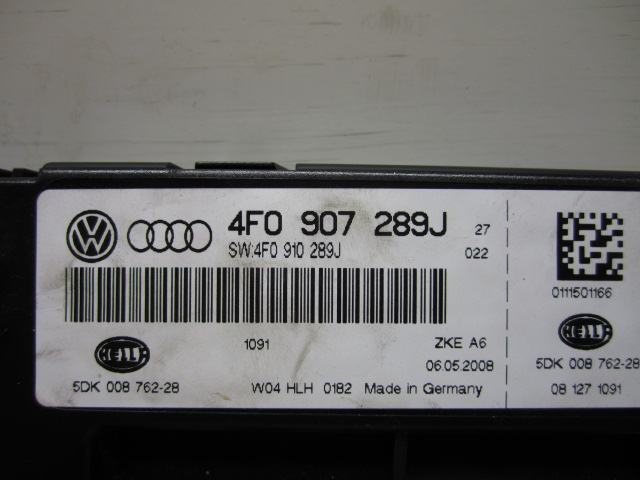 4F0 907 289J 27
SW:4F0 910 289J 022
0111501166
1091
ZKE A6
HELLA
06.05.2008
HELLA
5DK 008 762-28
W04 HLH 0182 Made in Germany
5DK 008 762-28
08 127 1091